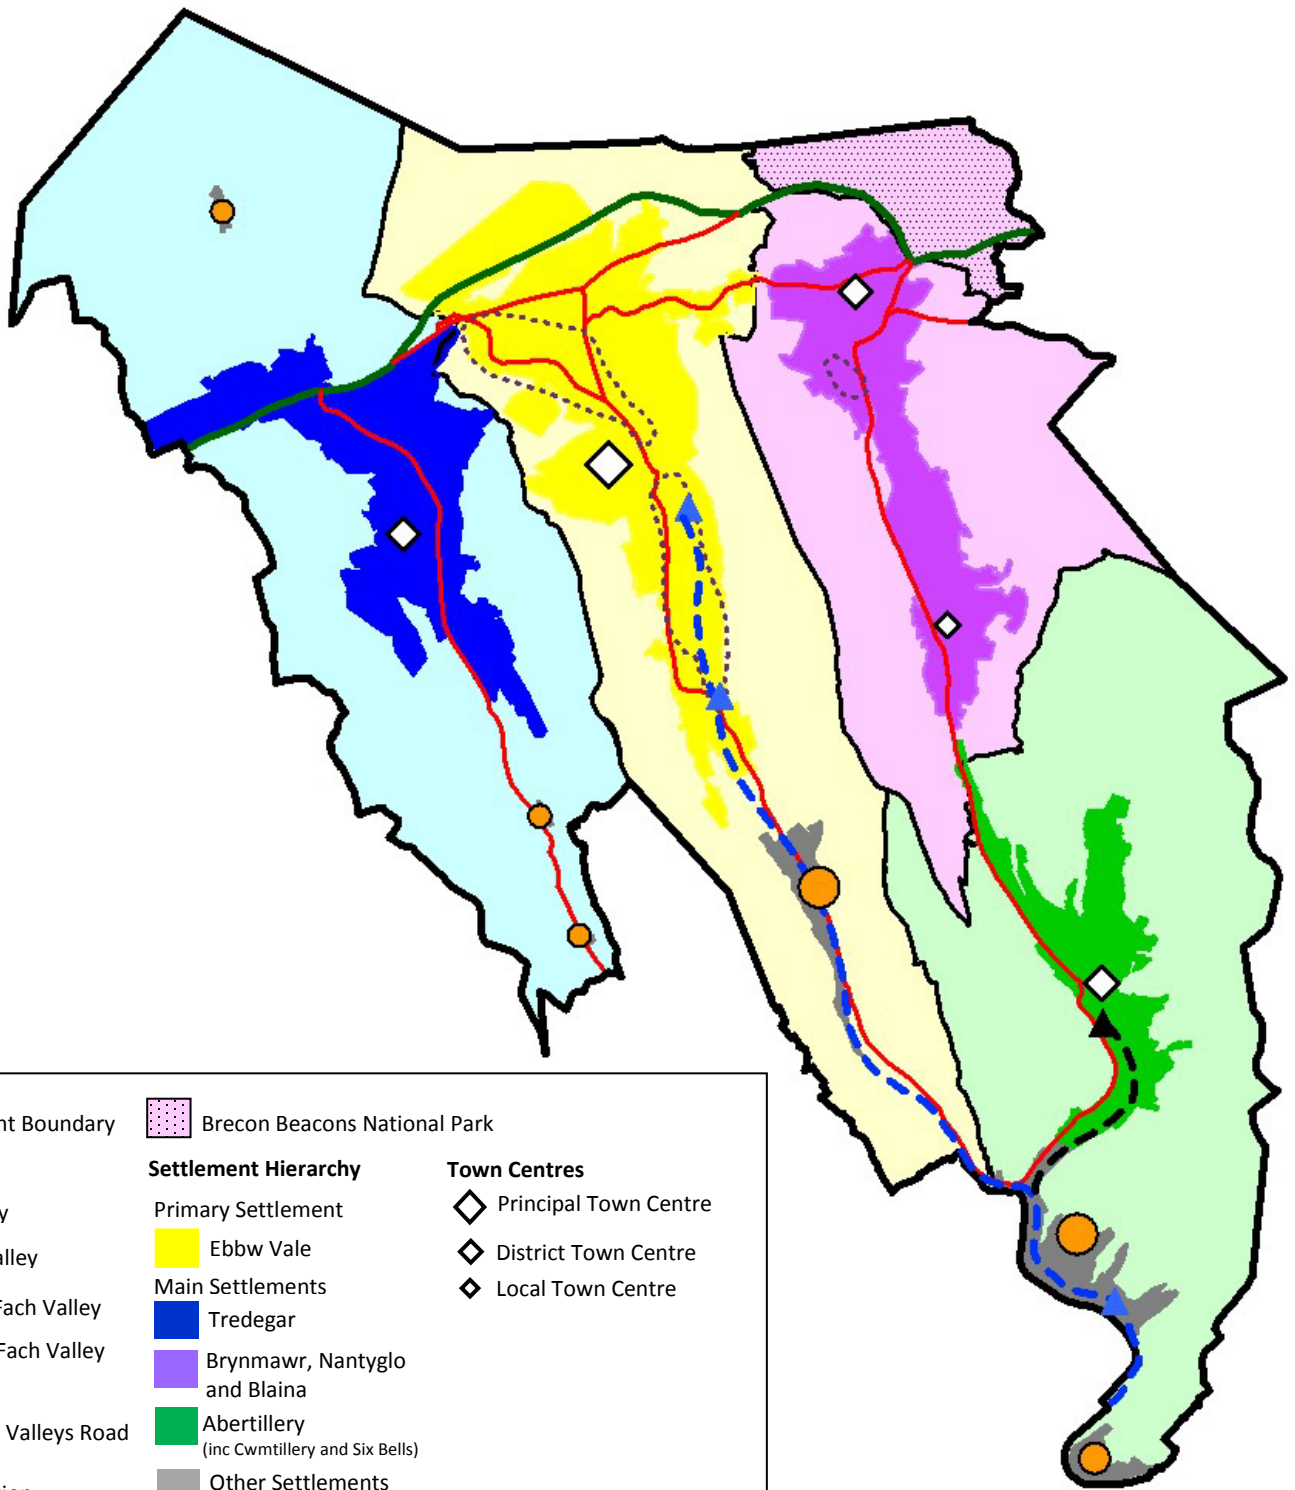 nt Boundary
Brecon Beacons National Park
Settlement Hierarchy
Town Centres
y
Primary Settlement
Principal Town Centre
alley
Ebbw Vale
District Town Centre
Main Settlements
Local Town Centre
Fach Valley
Tredegar
Fach Valley
Brynmawr, Nantyglo
and Blaina
Valleys Road
Abertillery
(inc Cwmtillery and Six Bells)
Other Settlements